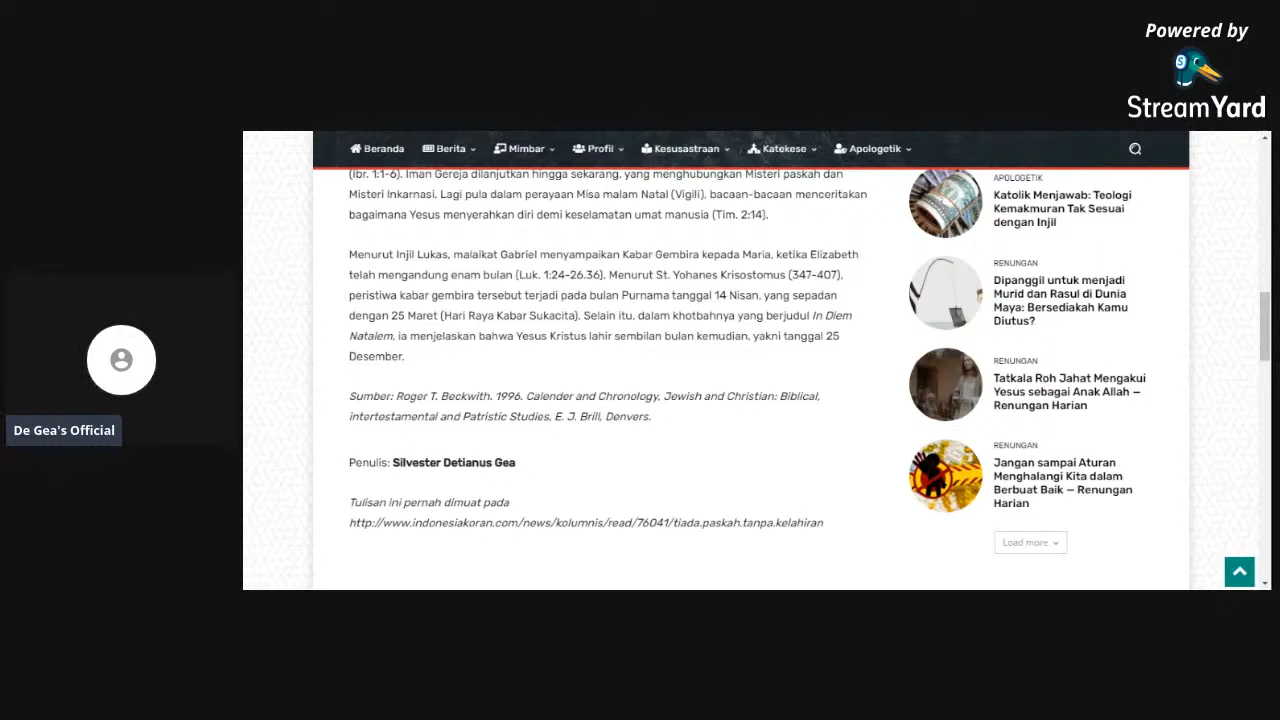 Powered by
StreamYard
Beranda Berita Mimbar Profil Kesusastraan Katekese Apologetik
(Ibr. 1:1-6). Iman Gereja dilanjutkan hingga sekarang, yang menghubungkan Misteri paskah dan
Misteri Inkarnasi. Lagi pula dalam perayaan Misa malam Natal (Vigili), bacaan-bacaan menceritakan
bagaimana Yesus menyerahkan diri demi keselamatan umat manusia (Tim. 2:14).
Menurut Injil Lukas, malaikat Gabriel menyampaikan Kabar Gembira kepada Maria, ketika Elizabeth
telah mengandung enam bulan (Luk. 1:24-26.36). Menurut St. Yohanes Krisostomus (347-407),
peristiwa kabar gembira tersebut terjadi pada bulan Purnama tanggal 14 Nisan, yang sepadan
dengan 25 Maret (Hari Raya Kabar Sukacita). Selain itu, dalam khotbahnya yang berjudul In Diem
Natalem, ia menjelaskan bahwa Yesus Kristus lahir sembilan bulan kemudian, yakni tanggal 25
Desember.
Sumber: Roger T. Beckwith. 1996. Calender and Chronology, Jewish and Christian: Biblical,
intertestamental and Patristic Studies, E. J. Brill, Denvers.
Penulis: Silvester Detianus Gea
Tulisan ini pernah dimuat pada
http://www.indonesiakoran.com/news/kolumnis/read/76041/tiada.paskah.tanpa.kelahiran
APOLOGETIK
Katolik Menjawab: Teologi
Kemakmuran Tak Sesuai
dengan Injil
RENUNGAN
Dipanggil untuk menjadi
Murid dan Rasul di Dunia
Maya: Bersediakah Kamu
Diutus?
RENUNGAN
Tatkala Roh Jahat Mengakui
Yesus sebagai Anak Allah –
Renungan Harian
RENUNGAN
Jangan sampai Aturan
Menghalangi Kita dalam
Berbuat Baik – Renungan
Harian
Load more
De Gea's Official